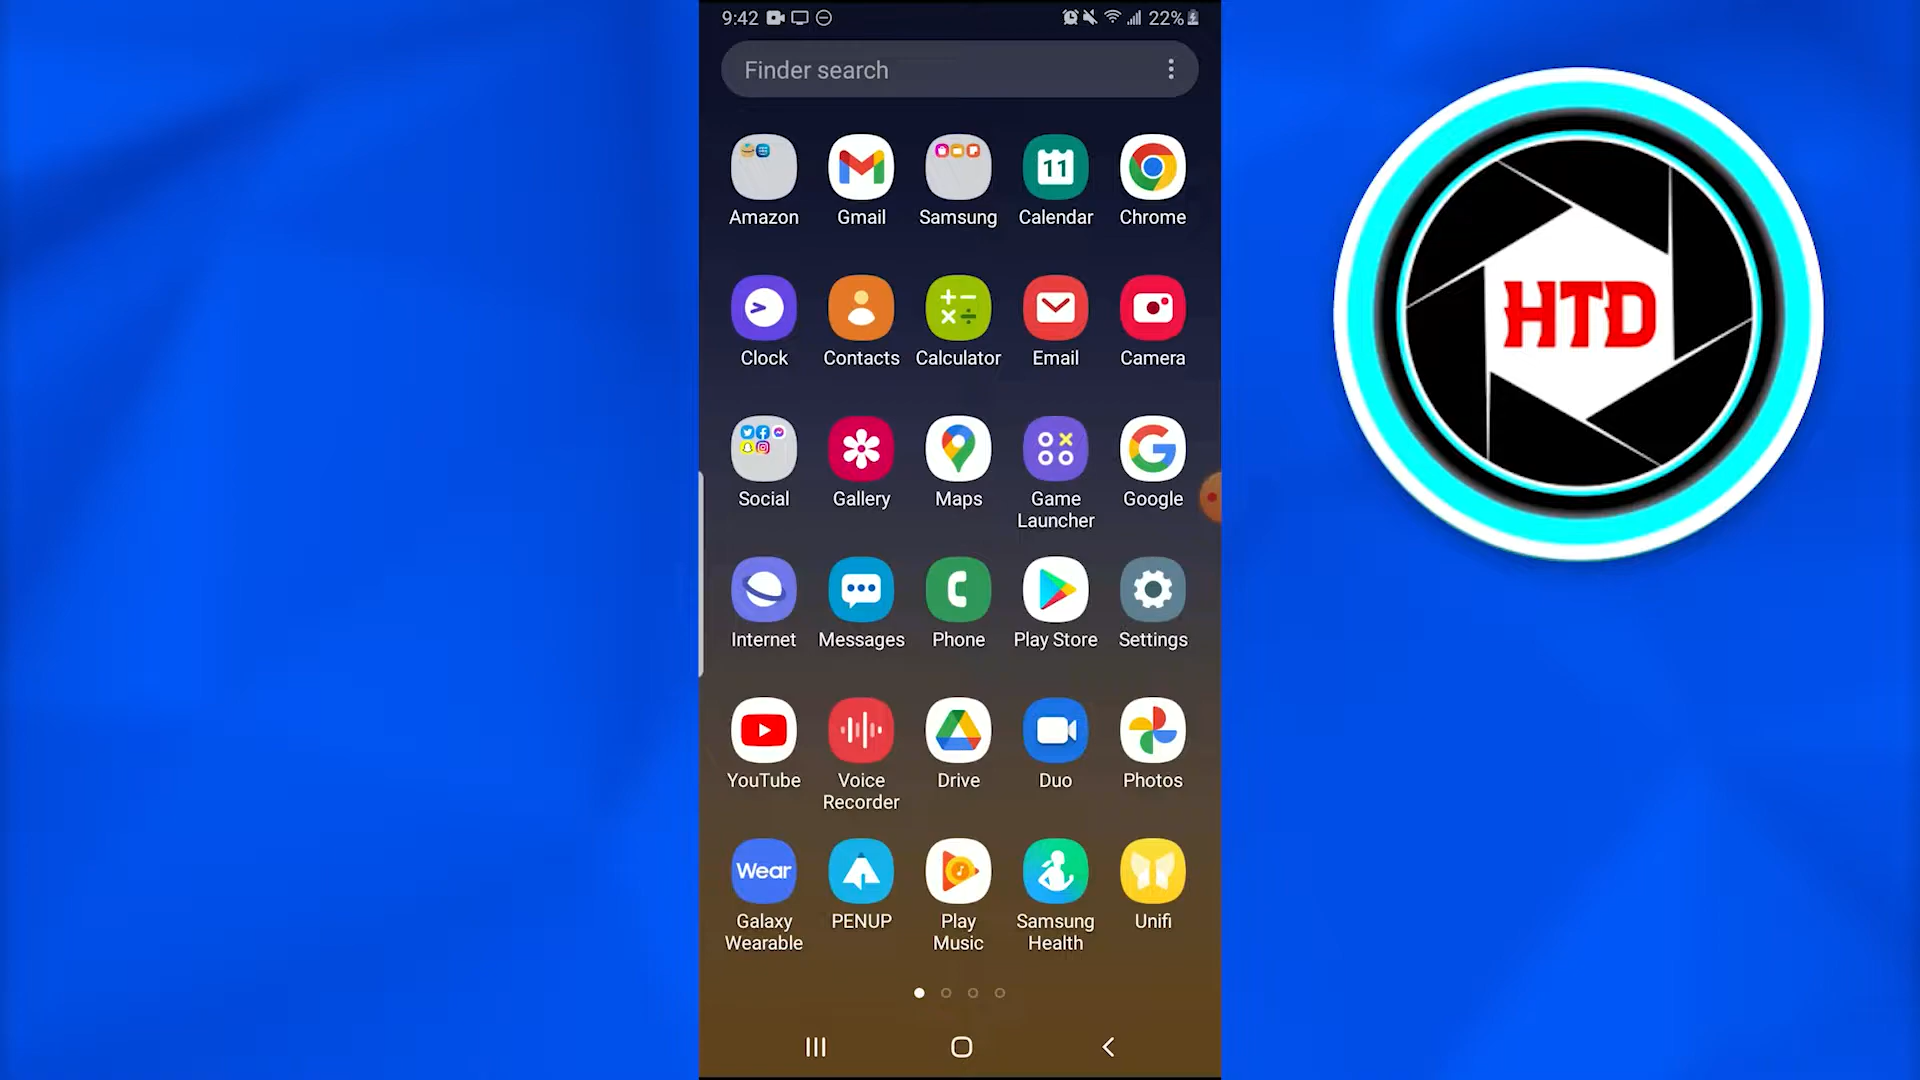 9:42
22%
Finder search
Amazon
Gmail
Samsung
11
Calendar
Chrome
Clock
Contacts
Calculator
Email
Camera
Social
Gallery
Maps
Game
Launcher
Google
Internet
Messages
Phone
Play Store
Settings
YouTube
Voice
Recorder
Drive
Duo
Photos
Wear
Galaxy
Wearable
PENUP
Play
Music
Samsung
Health
Unifi
HTD